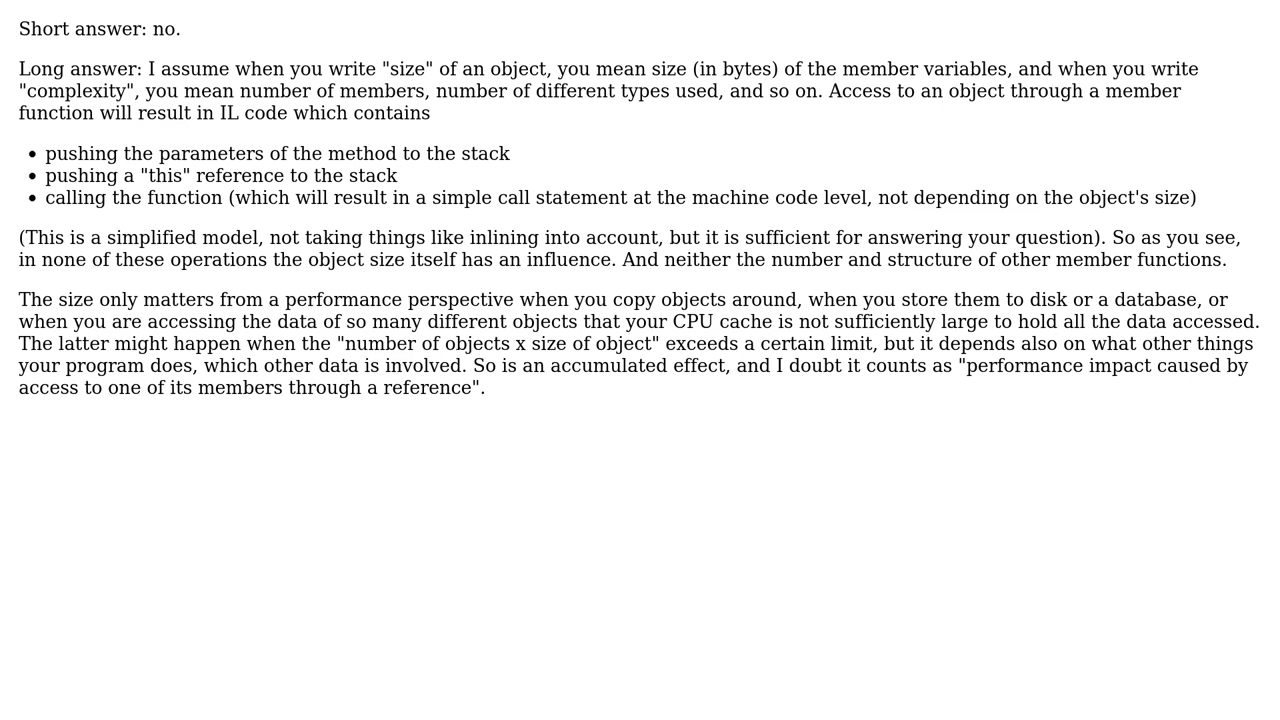 Short answer: no.
Long answer: I assume when you write "size" of an object, you mean size (in bytes) of the member variables, and when you write
"complexity", you mean number of members, number of different types used, and so on. Access to an object through a member
function will result in IL code which contains
• pushing the parameters of the method to the stack
• pushing a "this" reference to the stack
• calling the function (which will result in a simple call statement at the machine code level, not depending on the object's size)
(This is a simplified model, not taking things like inlining into account, but it is sufficient for answering your question). So as you see,
in none of these operations the object size itself has an influence. And neither the number and structure of other member functions.
The size only matters from a performance perspective when you copy objects around, when you store them to disk or a database, or
when you are accessing the data of so many different objects that your CPU cache is not sufficiently large to hold all the data accessed.
The latter might happen when the "number of objects x size of object" exceeds a certain limit, but it depends also on what other things
your program does, which other data is involved. So is an accumulated effect, and I doubt it counts as "performance impact caused by
access to one of its members through a reference".